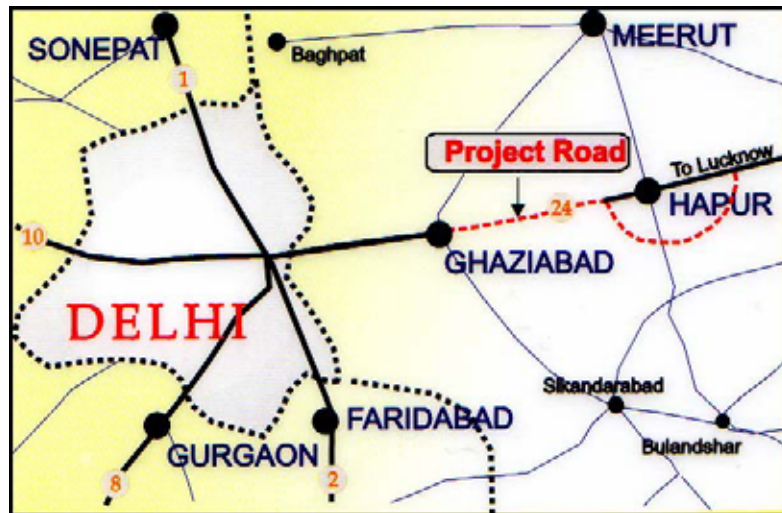 SONEPAT
MEERUT
Baghpat
1
Project Road
To Lucknow
24
HAPUR
10
GHAZIABAD
DELHI
Sikandarabad
FARIDABAD
Bulandshar
GURGAON
8
2